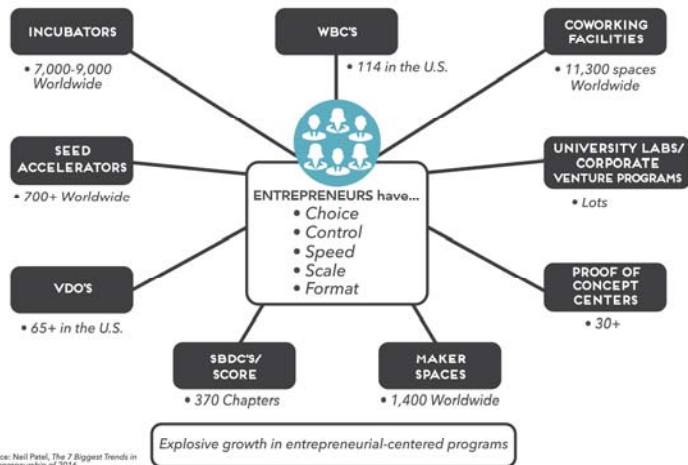 INCUBATORS
• 7,000-9,000
Worldwide
WBC'S
• 114 in the U.S.
COWORKING
FACILITIES
• 11,300 spaces
Worldwide
SEED
ACCELERATORS
• 700+ Worldwide
ENTREPRENEURS have...
• Choice
• Control
• Speed
• Scale
• Format
UNIVERSITY LABS/
CORPORATE
VENTURE PROGRAMS
• Lots
VDO'S
• 65+ in the U.S.
PROOF OF
CONCEPT
CENTERS
• 30+
SBDC'S/
SCORE
• 370 Chapters
MAKER
SPACES
• 1,400 Worldwide
Explosive growth in entrepreneurial-centered programs
ce: Neil Patel, The 7 Biggest Trends in